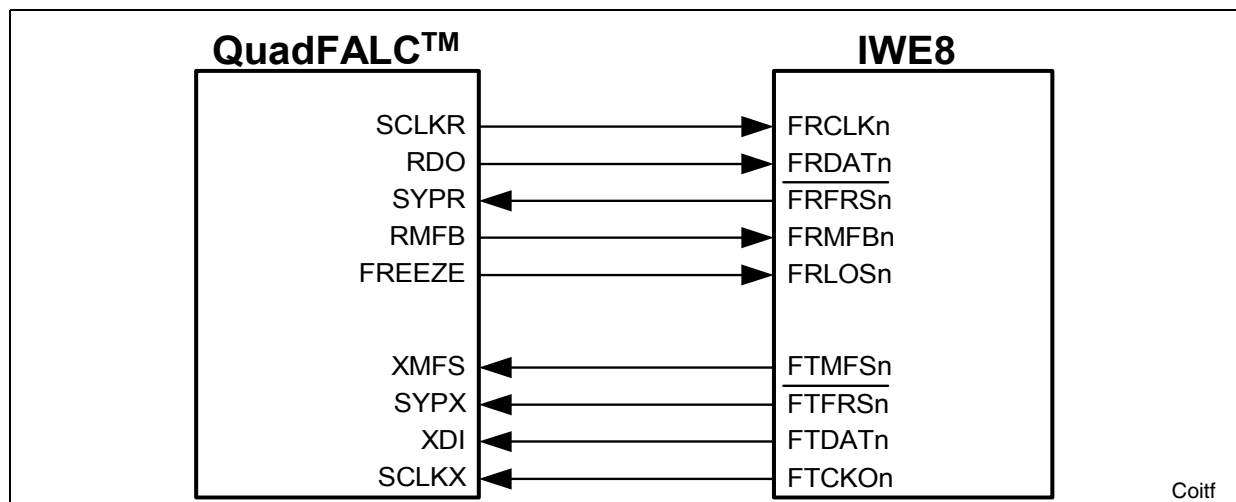 QuadFALC™ IWE8
SCLKR FRCLKn
RDO FRDATn
SYPR FRFRSn
RMFB FRMFBn
FREEZE FRLOSn
XMFS FTMFSn
SYPX FTFRSn
XDI FTDATn
SCLKX FTCKOn
Coitf